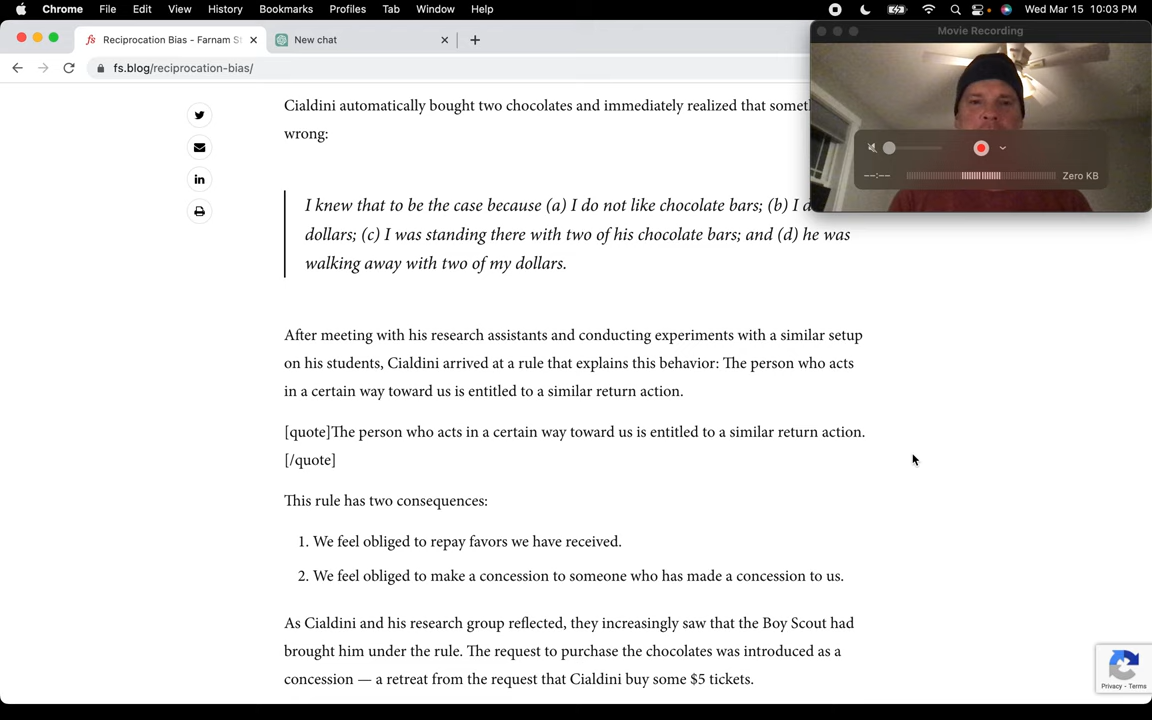 Chrome File Edit View History Bookmarks Profiles Tab Window Help Wed Mar 15 10:03 PM
fs Reciprocation Bias - Farnam S New chat
Movie Recording
fs.blog/reciprocation-bias/
--:-- Zero KB
Cialdini automatically bought two chocolates and immediately realized that
wrong:
I knew that to be the case because (a) I do not like chocolate bars; (b) I
dollars; (c) I was standing there with two of his chocolate bars; and (d) he was
walking away with two of my dollars.
After meeting with his research assistants and conducting experiments with a similar setup
on his students, Cialdini arrived at a rule that explains this behavior: The person who acts
in a certain way toward us is entitled to a similar return action.
[quote]The person who acts in a certain way toward us is entitled to a similar return action.
[/quote]
This rule has two consequences:
1. We feel obliged to repay favors we have received.
2. We feel obliged to make a concession to someone who has made a concession to us.
As Cialdini and his research group reflected, they increasingly saw that the Boy Scout had
brought him under the rule. The request to purchase the chocolates was introduced as a
concession — a retreat from the request that Cialdini buy some $5 tickets.
Privacy - Terms